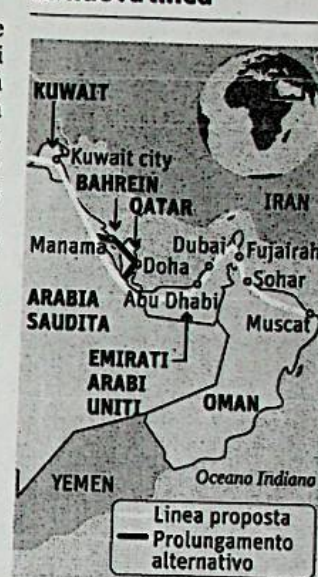 KUWAIT
Kuwait city
BAHREIN
QATAR
IRAN
Manama
Doha
Dubai
Fujairah
Sohar
ARABIA
SAUDITA
Abu Dhabi
Muscat
EMIRATI
ARABI
UNITI
OMAN
YEMEN
Oceano Indiano
Linea proposta
Prolungamento
alternativo